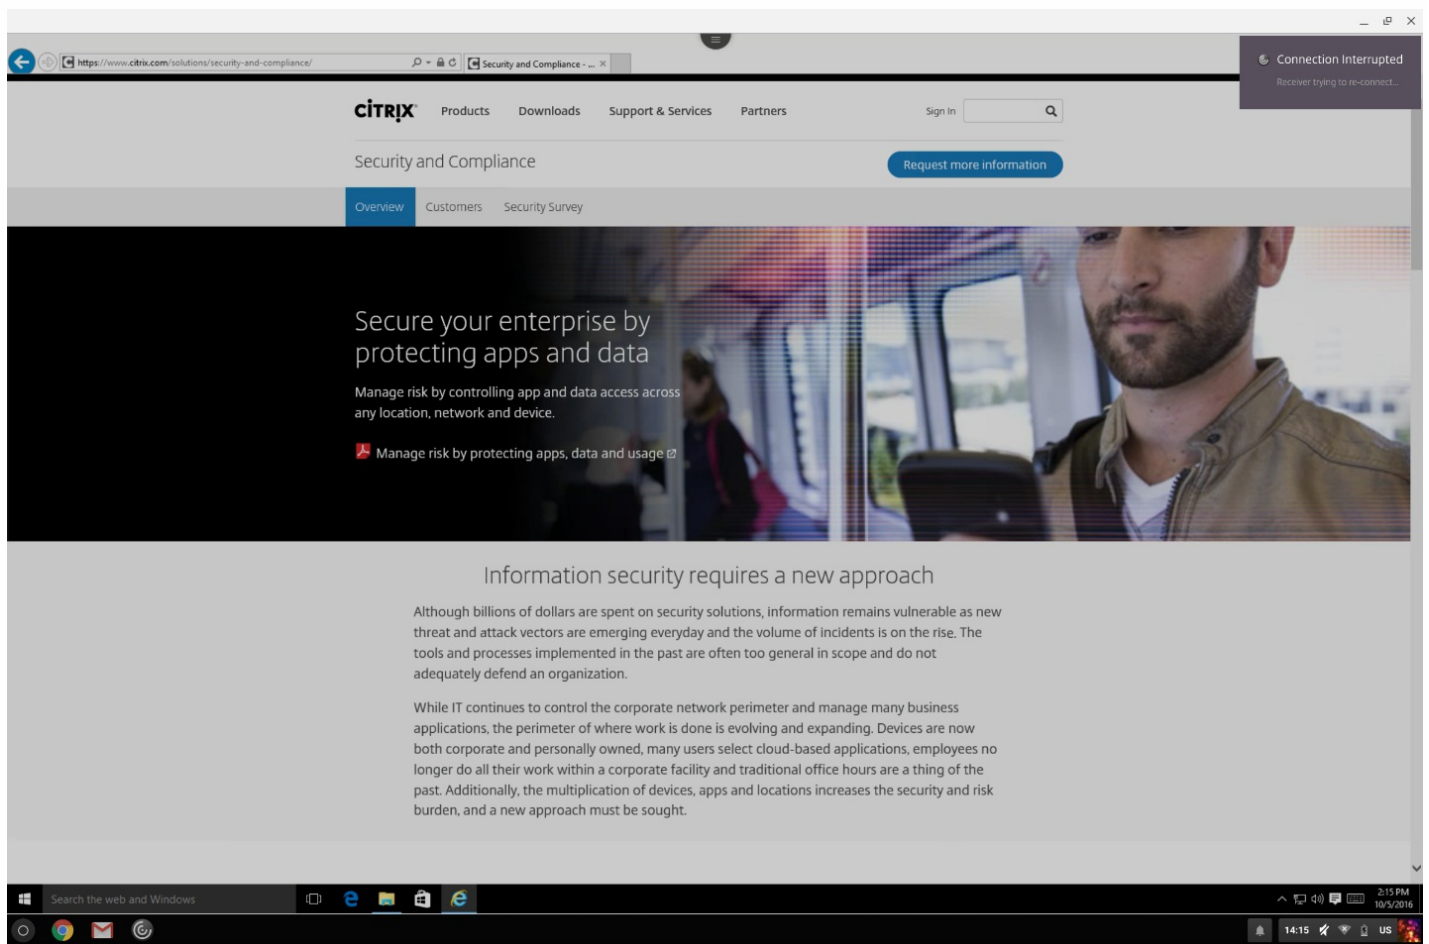 https://www.citrix.com/solutions/security-and-compliance/
Security and Compliance - ...
Connection Interrupted
Receiver trying to re-connect...
CİTRIX
Products Downloads Support & Services Partners Sign In
Security and Compliance
Request more information
Overview Customers Security Survey
Secure your enterprise by
protecting apps and data
Manage risk by controlling app and data access across
any location, network and device.
Manage risk by protecting apps, data and usage
Information security requires a new approach
Although billions of dollars are spent on security solutions, information remains vulnerable as new
threat and attack vectors are emerging everyday and the volume of incidents is on the rise. The
tools and processes implemented in the past are often too general in scope and do not
adequately defend an organization.
While IT continues to control the corporate network perimeter and manage many business
applications, the perimeter of where work is done is evolving and expanding. Devices are now
both corporate and personally owned, many users select cloud-based applications, employees no
longer do all their work within a corporate facility and traditional office hours are a thing of the
past. Additionally, the multiplication of devices, apps and locations increases the security and risk
burden, and a new approach must be sought.
Search the web and Windows
2:15 PM
10/5/2016
14:15 US